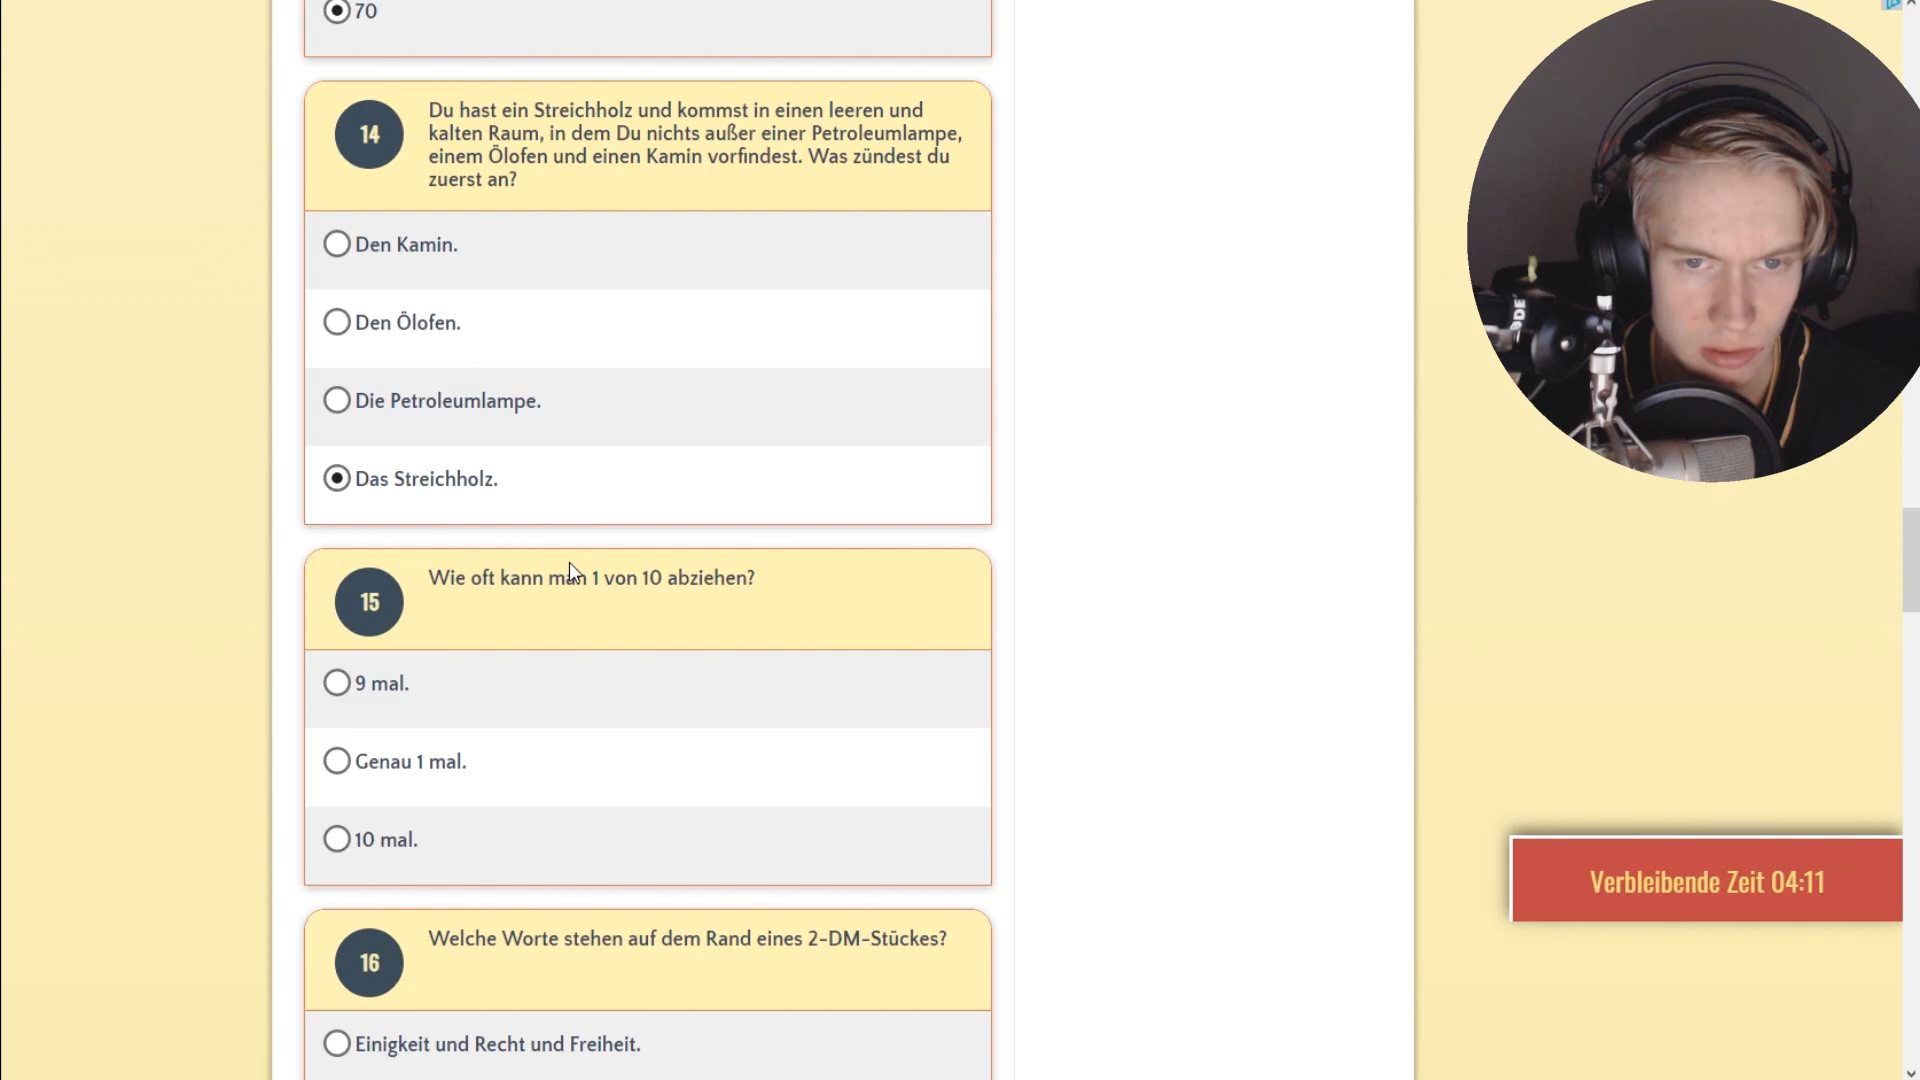 70
14
Du hast ein Streichholz und kommst in einen leeren und
kalten Raum, in dem Du nichts außer einer Petroleumlampe,
einem Ölofen und einen Kamin vorfindest. Was zündest du
zuerst an?
Den Kamin.
Den Ölofen.
Die Petroleumlampe.
Das Streichholz.
15
Wie oft kann man 1 von 10 abziehen?
9 mal.
Genau 1 mal.
10 mal.
16
Welche Worte stehen auf dem Rand eines 2-DM-Stückes?
Einigkeit und Recht und Freiheit.
Verbleibende Zeit 04:11